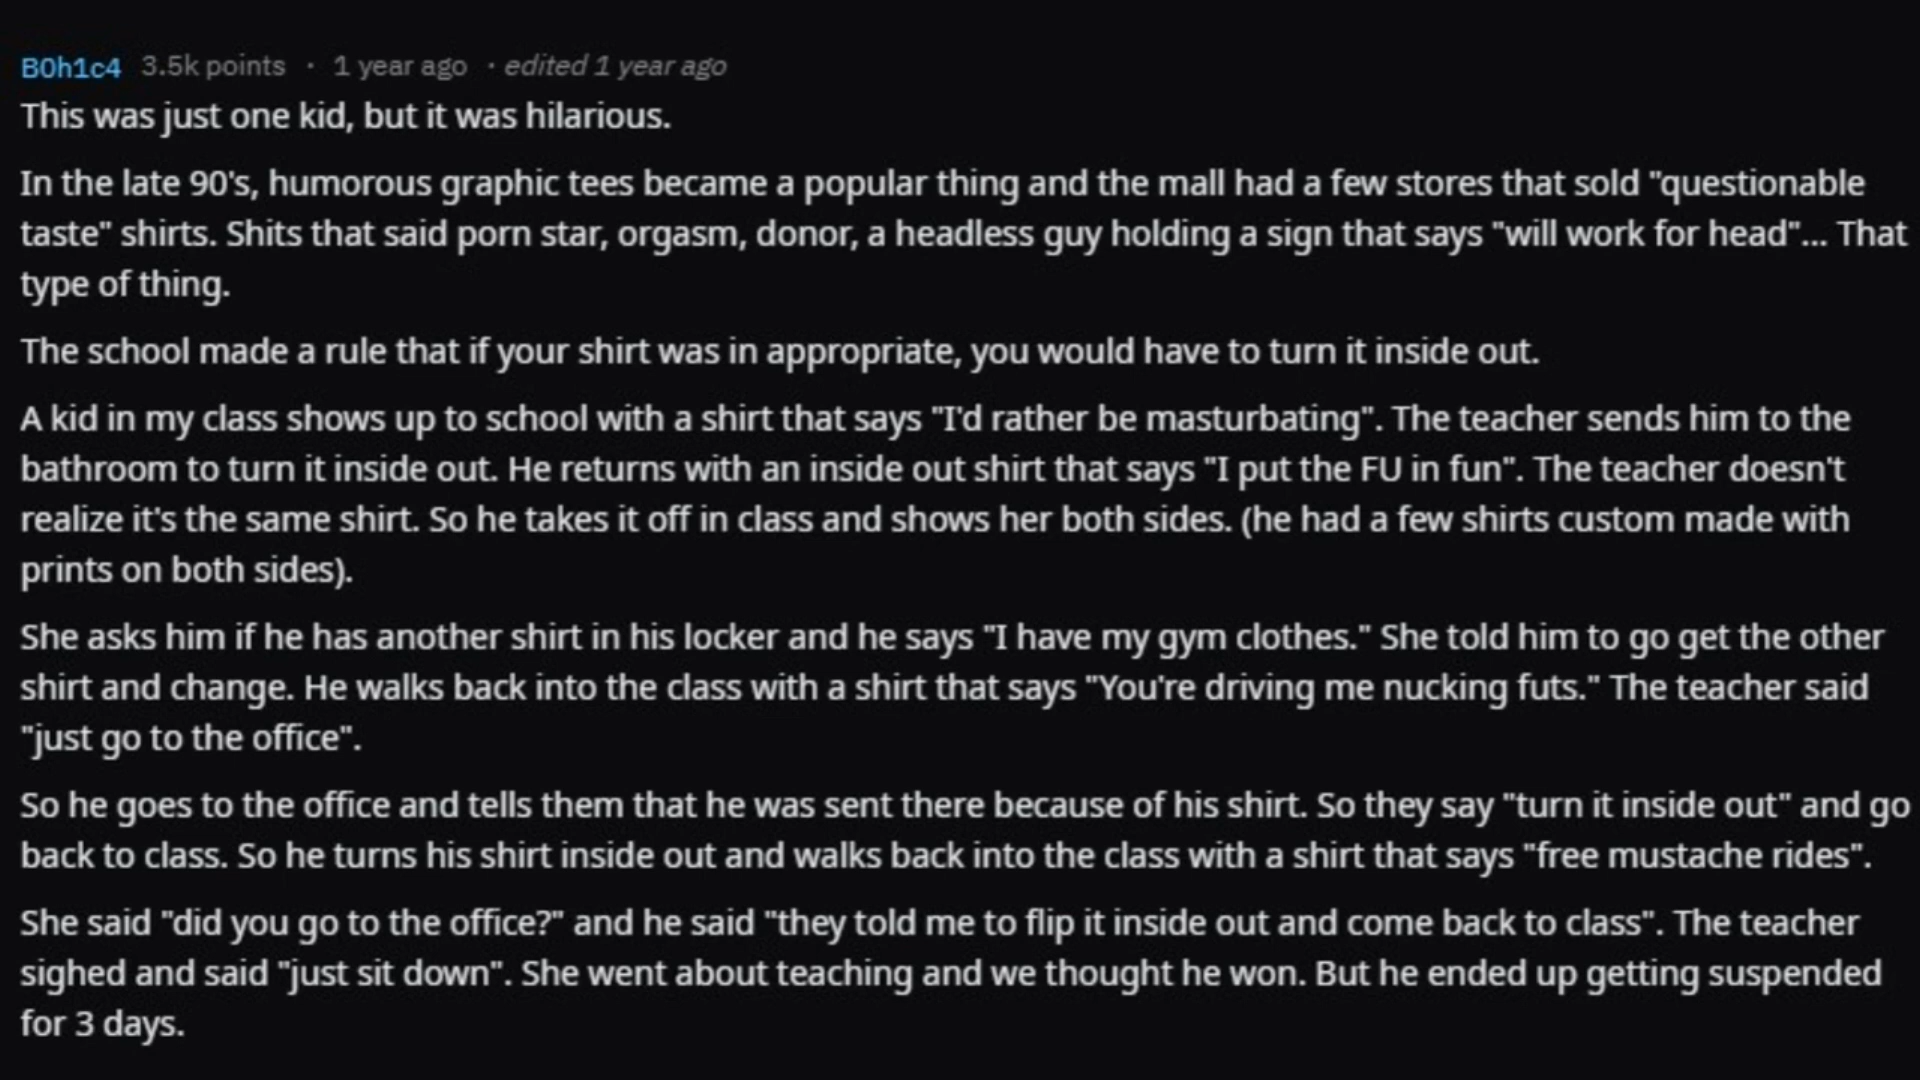 B0h1c4 3.5k points · 1 year ago · edited 1 year ago
This was just one kid, but it was hilarious.
In the late 90's, humorous graphic tees became a popular thing and the mall had a few stores that sold "questionable
taste" shirts. Shits that said porn star, orgasm, donor, a headless guy holding a sign that says "will work for head"... That
type of thing.
The school made a rule that if your shirt was in appropriate, you would have to turn it inside out.
A kid in my class shows up to school with a shirt that says "I'd rather be masturbating". The teacher sends him to the
bathroom to turn it inside out. He returns with an inside out shirt that says "I put the FU in fun". The teacher doesn't
realize it's the same shirt. So he takes it off in class and shows her both sides. (he had a few shirts custom made with
prints on both sides).
She asks him if he has another shirt in his locker and he says "I have my gym clothes." She told him to go get the other
shirt and change. He walks back into the class with a shirt that says "You're driving me nucking futs." The teacher said
"just go to the office".
So he goes to the office and tells them that he was sent there because of his shirt. So they say "turn it inside out" and go
back to class. So he turns his shirt inside out and walks back into the class with a shirt that says "free mustache rides".
She said "did you go to the office?" and he said "they told me to flip it inside out and come back to class". The teacher
sighed and said "just sit down". She went about teaching and we thought he won. But he ended up getting suspended
for 3 days.